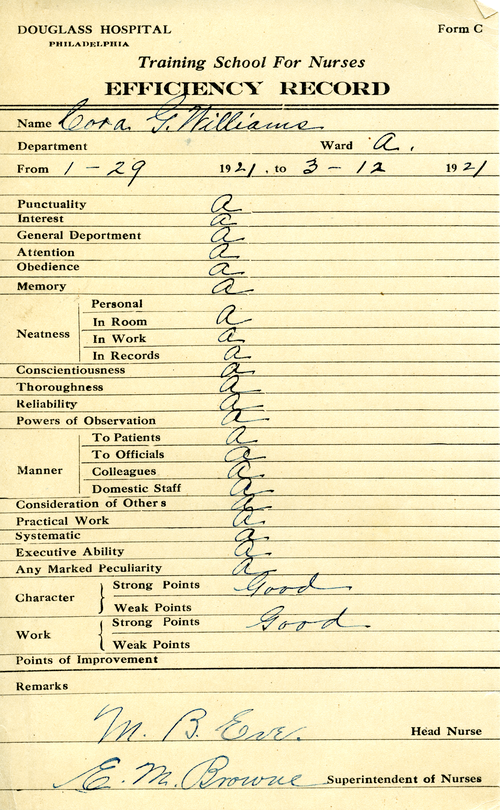 DOUGLASS HOSPITAL Form C
PHILADELPHIA
Training School For Nurses
EFFICIENCY RECORD
Name Cora G. Williams
Department Ward A.
From 1 - 29 1921, to 3 - 12 1921
Punctuality a
Interest a
General Department a
Attention a
Obedience a
Memory a
Neatness
Personal
In Room a
In Work a
In Records a
Conscientiousness a
Thoroughness a
Reliability a
Powers of Observation a
Manner
To Patients a
To Officials a
Colleagues a
Domestic Staff a
Consideration of Others a
Practical Work a
Systematic a
Executive Ability a
Any Marked Peculiarity a
Character
Strong Points Good
Weak Points
Work
Strong Points Good
Weak Points
Points of Improvement
Remarks
M. B. Eve. Head Nurse
E. M. Browne Superintendent of Nurses